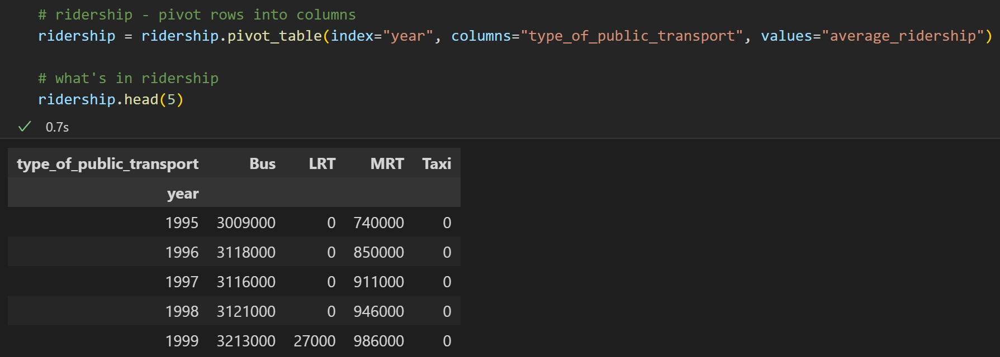 # ridership - pivot rows into columns
ridership = ridership.pivot_table(index="year", columns="type_of_public_transport", values="average_ridership")
# what's in ridership
ridership.head(5)
0.7s
type_of_public_transport Bus LRT MRT Taxi
year
1995 3009000 0 740000 0
1996 3118000 0 850000 0
1997 3116000 0 911000 0
1998 3121000 0 946000 0
1999 3213000 27000 986000 0